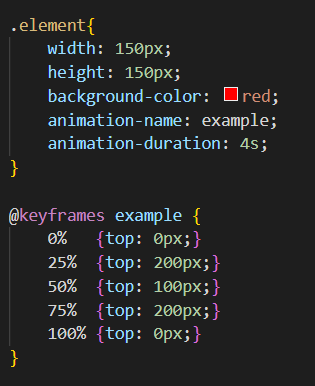 .element{
    width: 150px;
    height: 150px;
    background-color: red;
    animation-name: example;
    animation-duration: 4s;
}

@keyframes example {
    0%   {top: 0px;}
    25%  {top: 200px;}
    50%  {top: 100px;}
    75%  {top: 200px;}
    100% {top: 0px;}
}